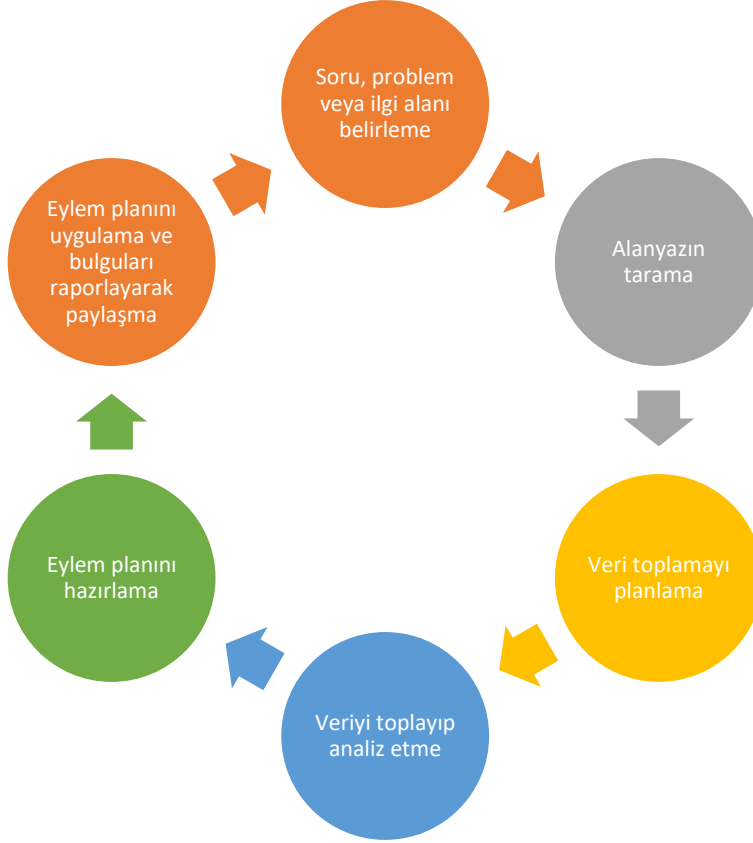 Soru, problem
veya ilgi alanı
belirleme
Alanyazın
tarama
Veri toplamayı
planlama
Veriyi toplayıp
analiz etme
Eylem planını
hazırlama
Eylem planını
uygulama ve
bulguları
raporlayarak
paylaşma